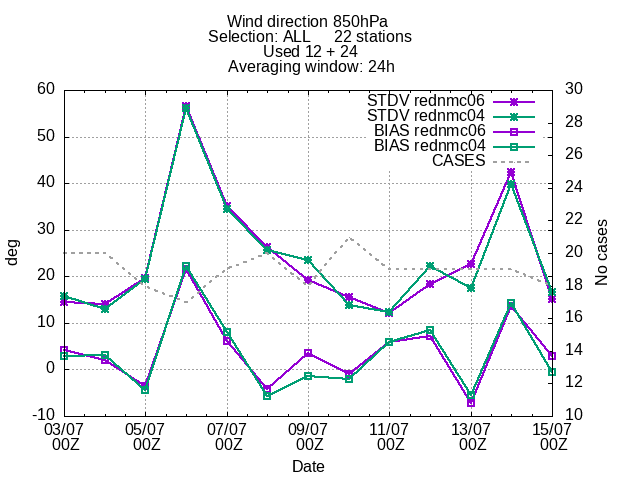 Wind direction 850hPa
Selection: ALL 22 stations
Used 12 + 24
Averaging window: 24h
STDV rednmc06
STDV rednmc04
BIAS rednmc06
BIAS rednmc04
CASES
deg
60
50
40
30
20
10
0
-10
30
28
26
24
22
20
18
16
14
12
10
No cases
03/07 05/07 07/07 09/07 11/07 13/07 15/07
00Z 00Z 00Z 00Z 00Z 00Z 00Z
Date